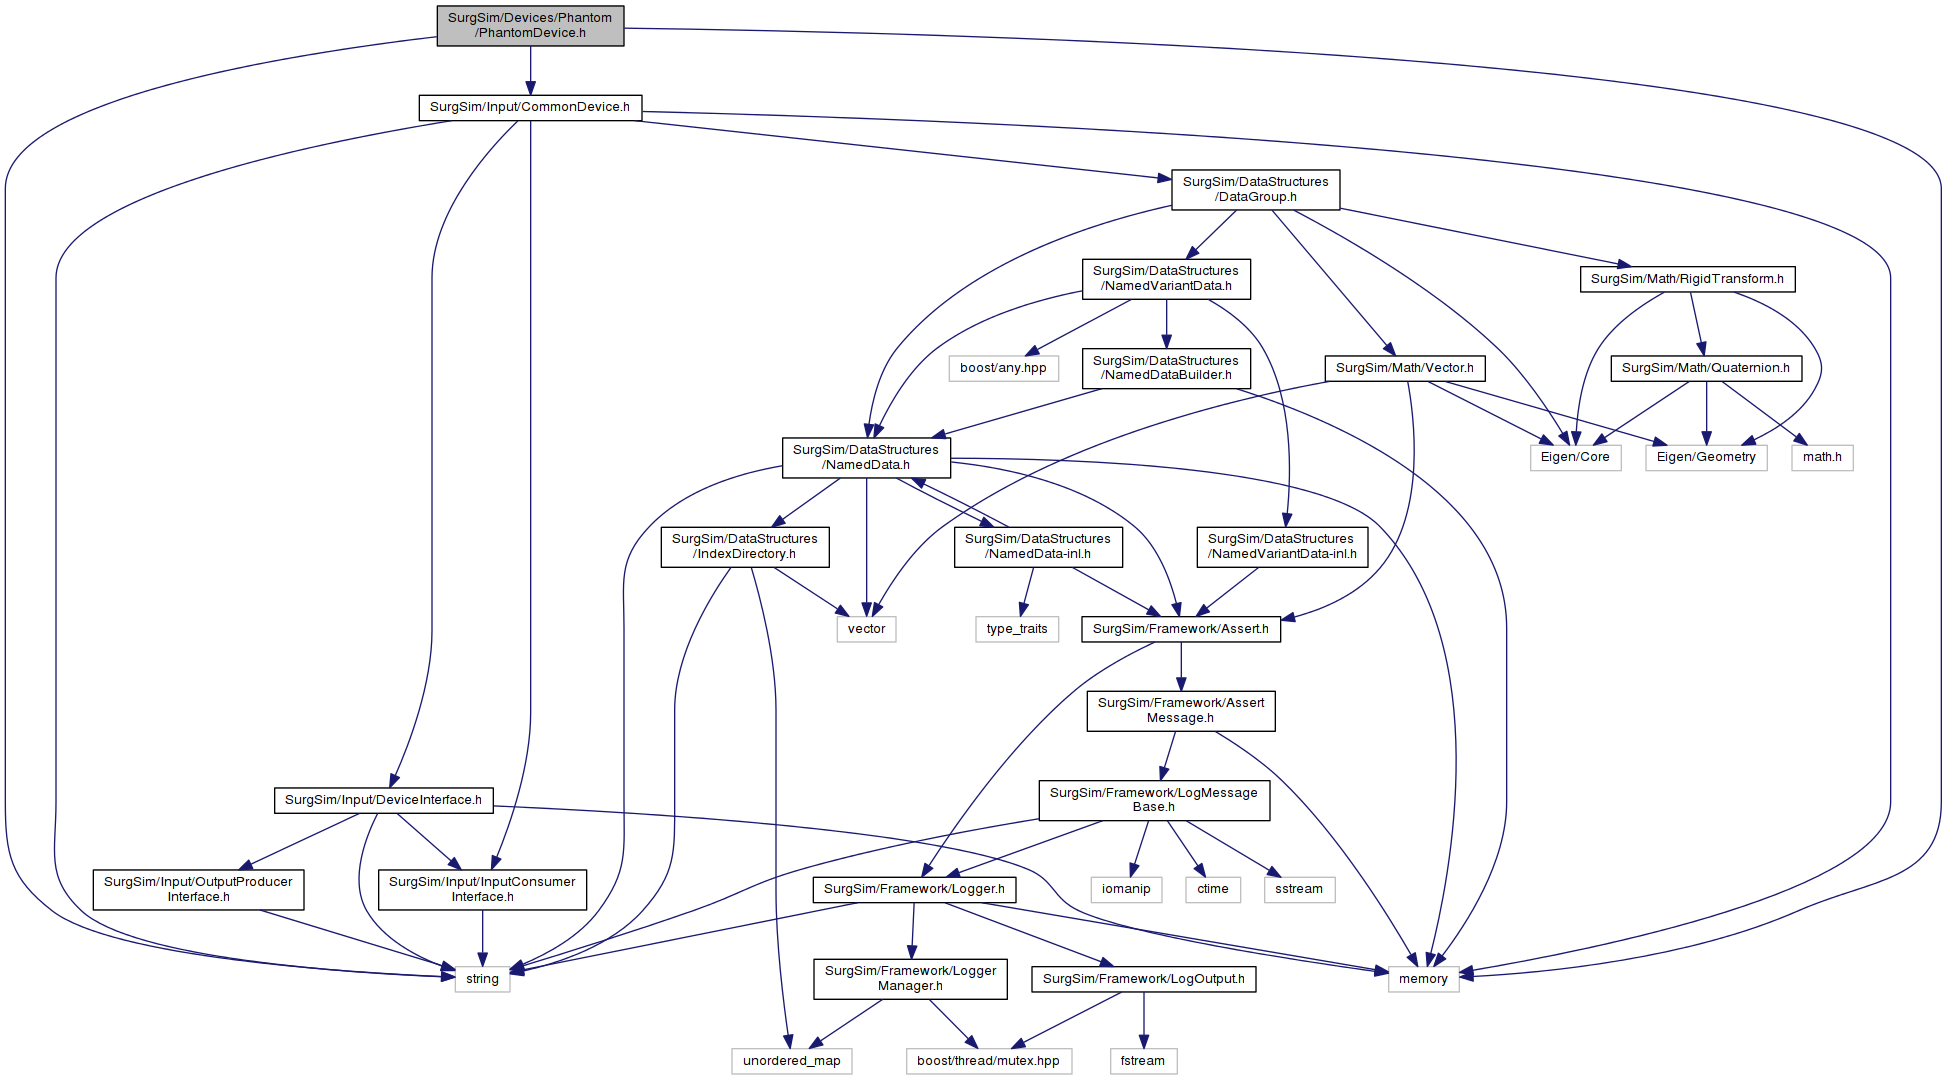 SurgSim/Devices/Phantom
/PhantomDevice.h
SurgSim/Input/CommonDevice.h
SurgSim/DataStructures
/DataGroup.h
SurgSim/DataStructures
/NamedVariantData.h
SurgSim/Math/RigidTransform.h
boost/any.hpp
SurgSim/DataStructures
/NamedDataBuilder.h
SurgSim/Math/Vector.h
SurgSim/Math/Quaternion.h
SurgSim/DataStructures
/NamedData.h
Eigen/Core
Eigen/Geometry
math.h
SurgSim/DataStructures
/IndexDirectory.h
SurgSim/DataStructures
/NamedData-inl.h
SurgSim/DataStructures
/NamedVariantData-inl.h
vector
type_traits
SurgSim/Framework/Assert.h
SurgSim/Framework/Assert
Message.h
SurgSim/Input/DeviceInterface.h
SurgSim/Framework/LogMessage
Base.h
SurgSim/Input/OutputProducer
Interface.h
SurgSim/Input/InputConsumer
Interface.h
SurgSim/Framework/Logger.h
iomanip
ctime
sstream
string
SurgSim/Framework/Logger
Manager.h
SurgSim/Framework/LogOutput.h
memory
unordered_map
boost/thread/mutex.hpp
fstream